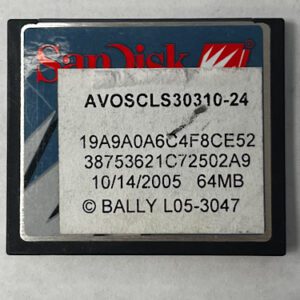 SanDisk
AVOSCLS30310-24
19A9A0A6C4F8CE52
38753621C72502A9
10/14/2005 64MB
© BALLY L05-3047